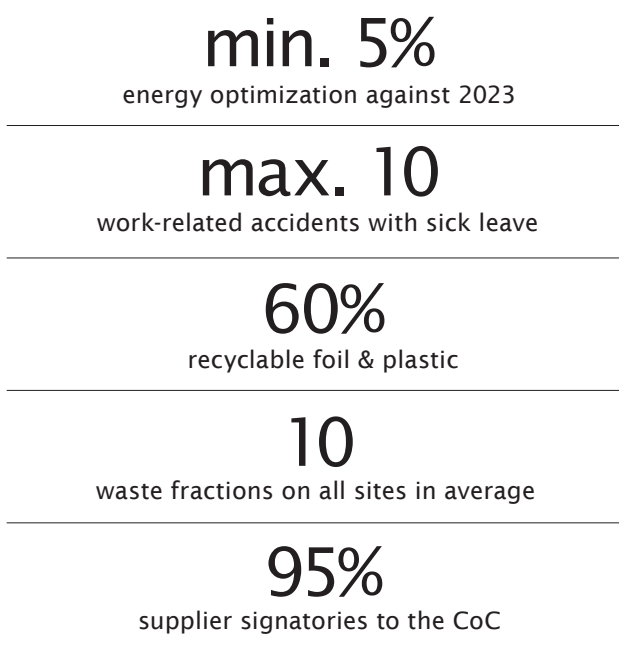 min. 5%
energy optimization against 2023
max. 10
work-related accidents with sick leave
60%
recyclable foil & plastic
10
waste fractions on all sites in average
95%
supplier signatories to the CoC